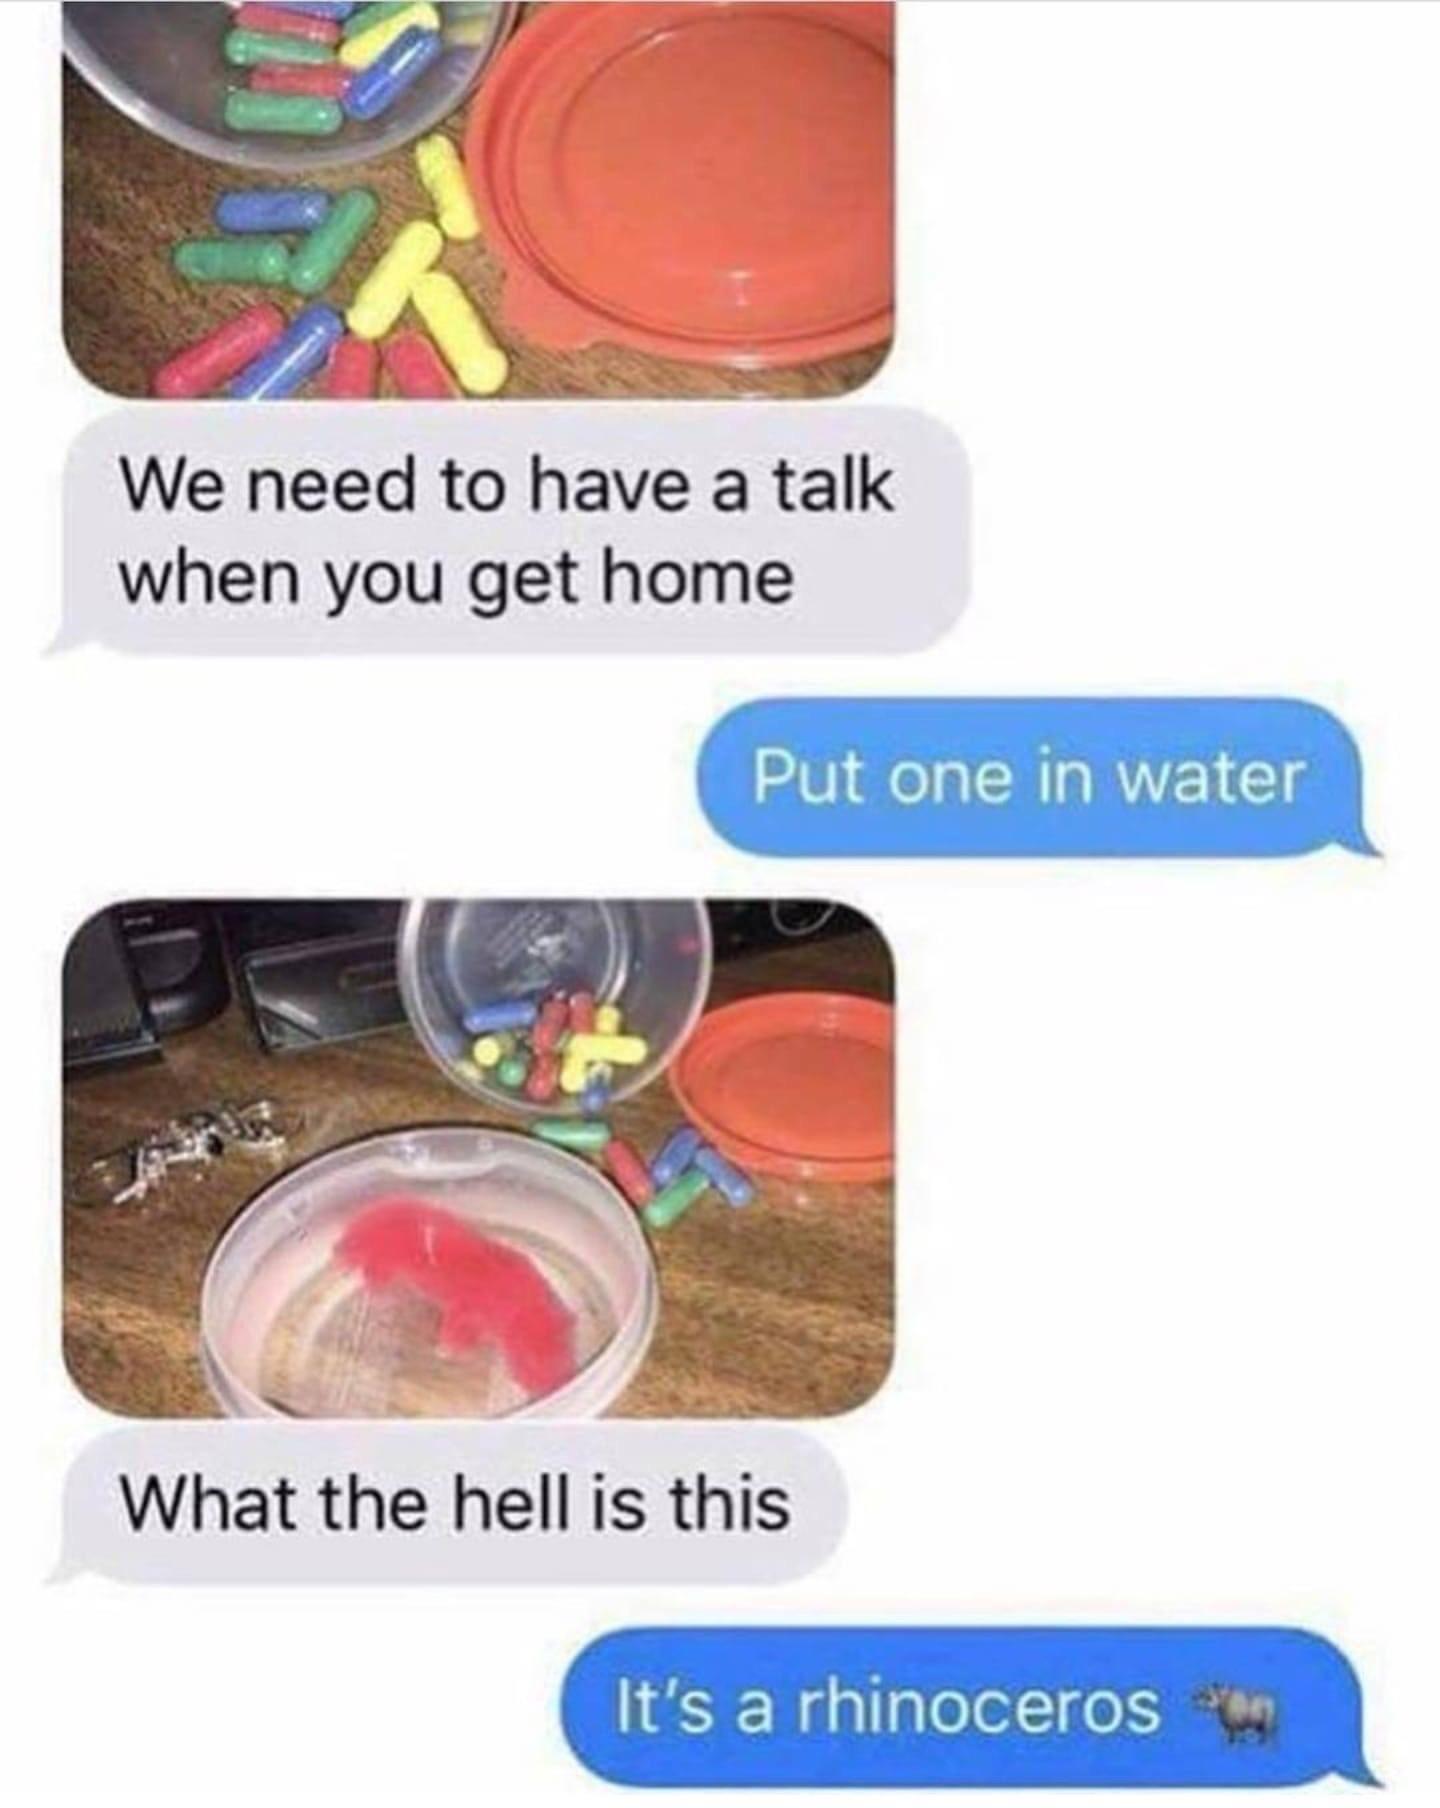 We need to have a talk
when you get home
Put one in water
What the hell is this
It's a rhinoceros 🦏